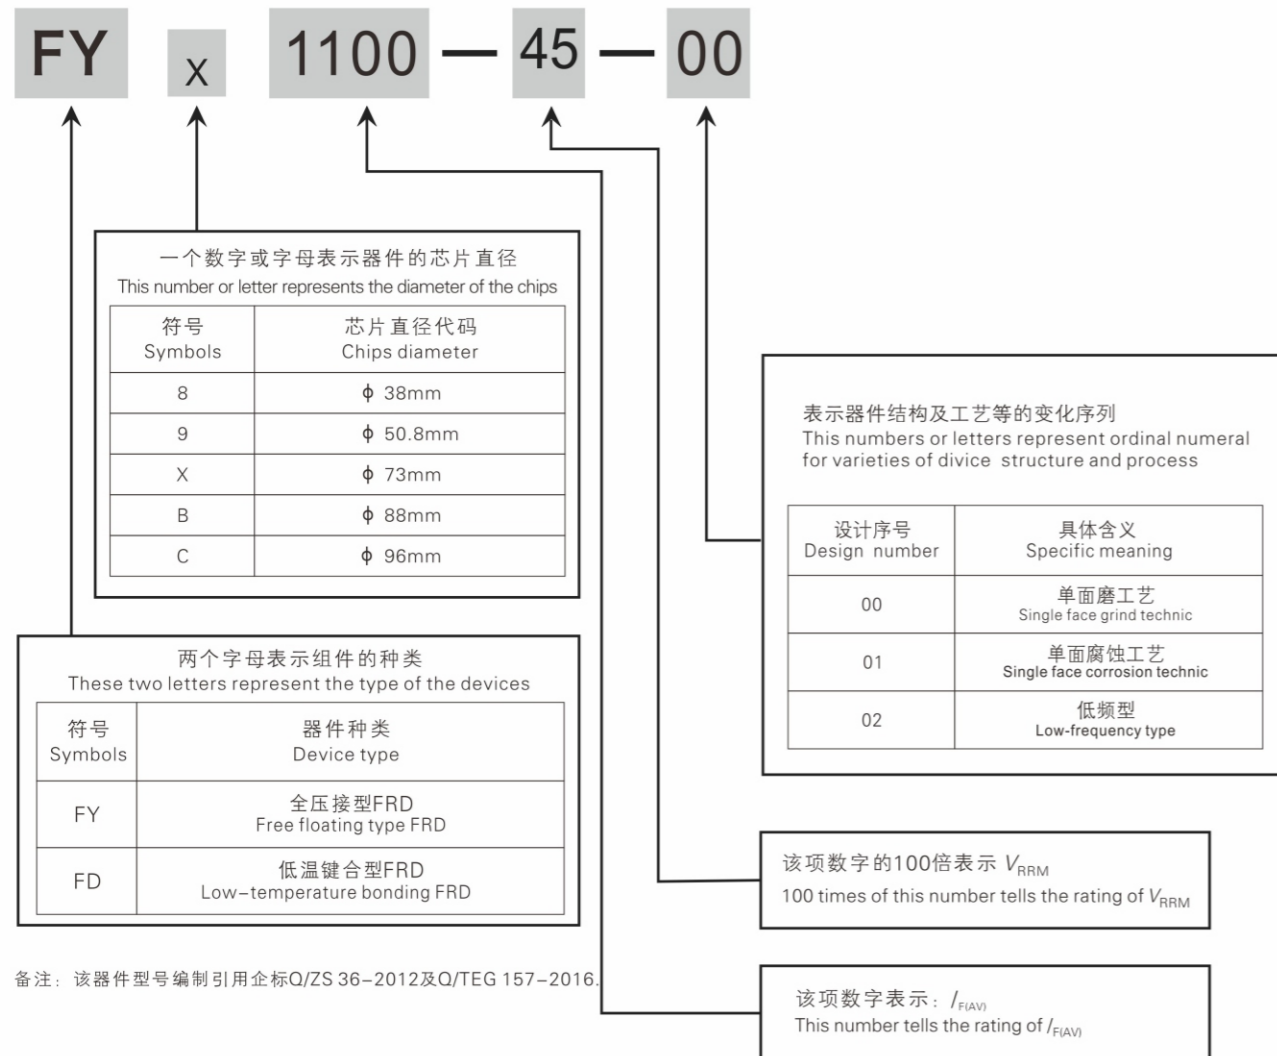 FY X 1100 — 45 — 00
一个数字或字母表示器件的芯片直径
This number or letter represents the diameter of the chips
符号 芯片直径代码
Symbols Chips diameter
8 ϕ 38mm
9 ϕ 50.8mm
X ϕ 73mm
B ϕ 88mm
C ϕ 96mm
两个字母表示组件的种类
These two letters represent the type of the devices
符号 器件种类
Symbols Device type
FY 全压接型FRD
Free floating type FRD
FD 低温键合型FRD
Low-temperature bonding FRD
备注：该器件型号编制引用企标Q/ZS 36-2012及Q/TEG 157-2016.
表示器件结构及工艺等的变化序列
This numbers or letters represent ordinal numeral
for varieties of divice structure and process
设计序号 具体含义
Design number Specific meaning
00 单面磨工艺
Single face grind technic
01 单面腐蚀工艺
Single face corrosion technic
02 低频型
Low-frequency type
该项数字的100倍表示 VRRM
100 times of this number tells the rating of VRRM
该项数字表示：IF(AV)
This number tells the rating of IF(AV)